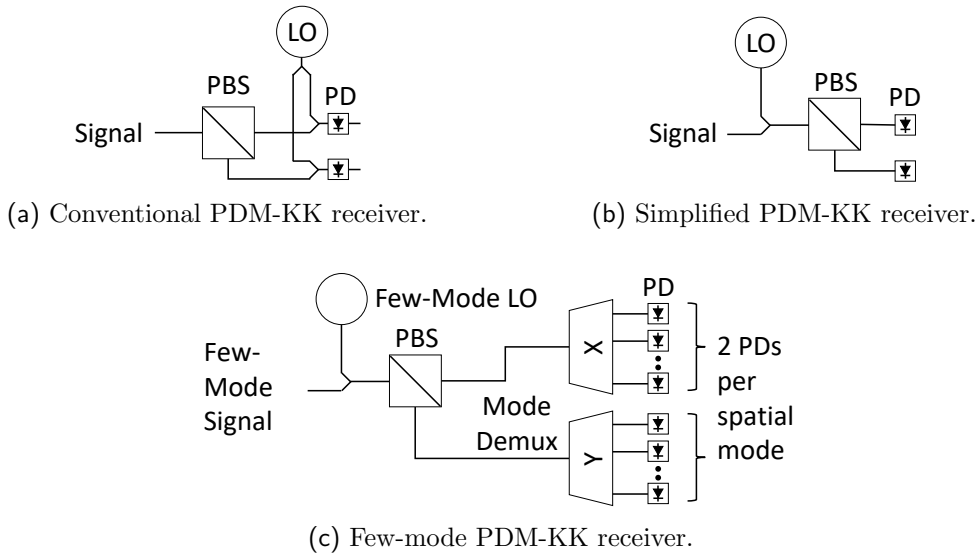 LO
PBS
PD
Signal
(a) Conventional PDM-KK receiver.
LO
PBS
PD
Signal
(b) Simplified PDM-KK receiver.
Few-Mode LO
PD
PBS
Few-
Mode
Signal
X
2 PDs
per
spatial
mode
Mode
Demux
Y
(c) Few-mode PDM-KK receiver.